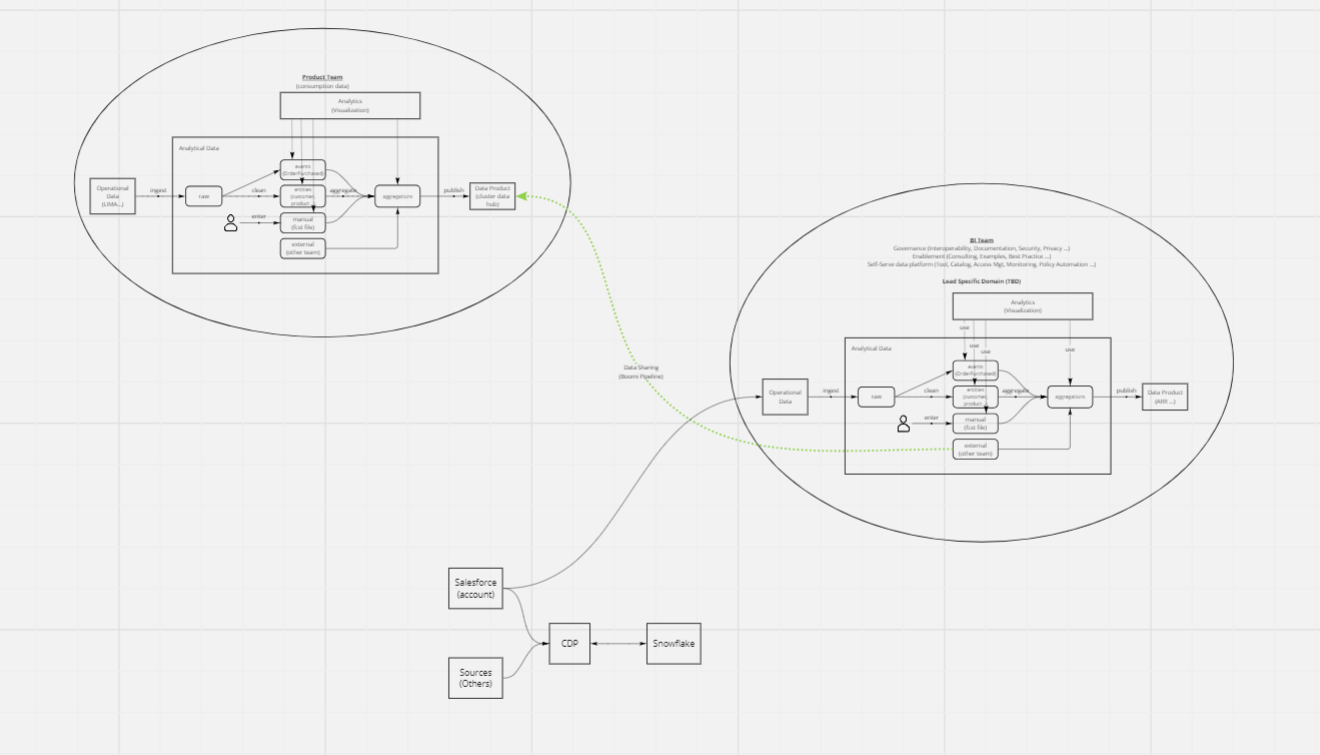 Product Team
(consumption data)
Analytics
(Visualization)
Analytical Data
Operational
Data
(LIMA...)
ingest
raw
clean
enter
events
(OrderPurchased)
entities
(customer,
product...
manual
(flat file)
external
(other team)
aggregate
aggregations
publish
Data Product
(cluster data
hub)
Data Sharing
(Boomi Pipeline)
BI Team
Governance (Interoperability, Documentation, Security, Privacy ...)
Enablement (Consulting, Examples, Best Practice ...)
Self-Serve data platform (Tool, Catalog, Access Mgt, Monitoring, Policy Automation ...)
Lead Specific Domain (TBD)
Analytics
(Visualization)
use
use
use
use
Analytical Data
Operational
Data
ingest
raw
clean
enter
events
(OrderPurchased)
entities
(customer,
product...
manual
(flat file)
external
(other team)
aggregate
aggregations
publish
Data Product
(ARR ...)
Salesforce
(account)
Sources
(Others)
CDP
Snowflake